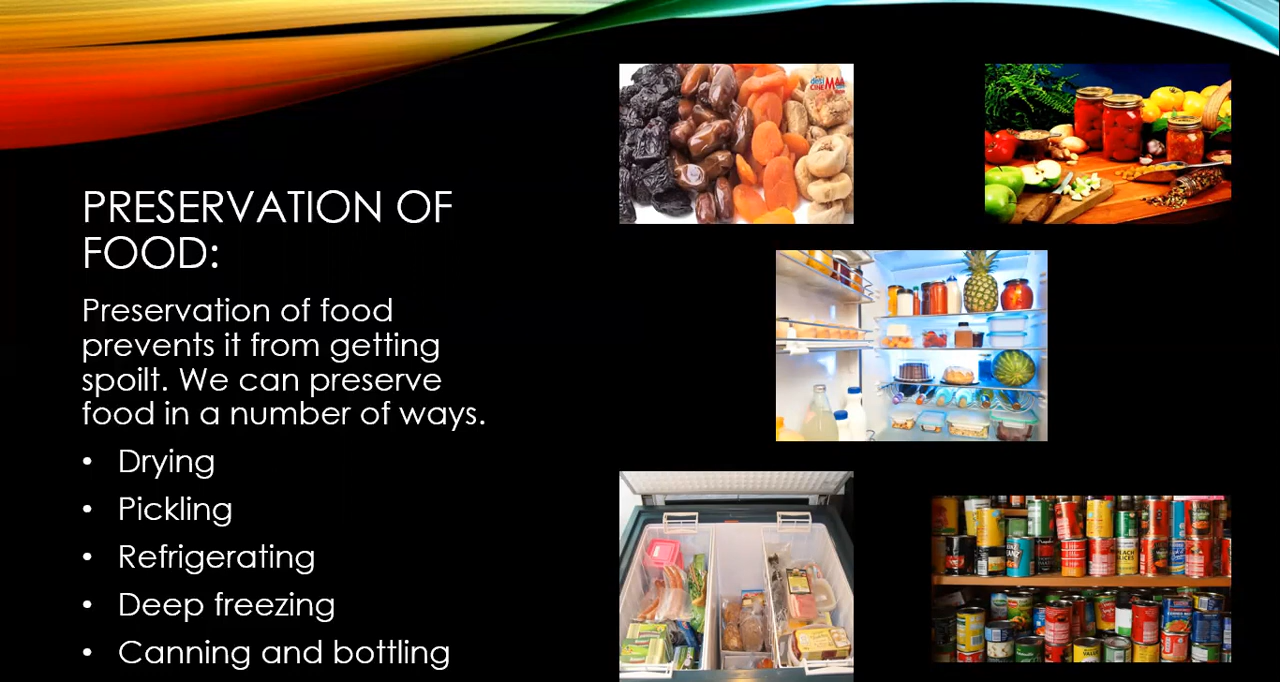 PRESERVATION OF
FOOD:
Preservation of food
prevents it from getting
spoilt. We can preserve
food in a number of ways.
• Drying
• Pickling
• Refrigerating
• Deep freezing
• Canning and bottling